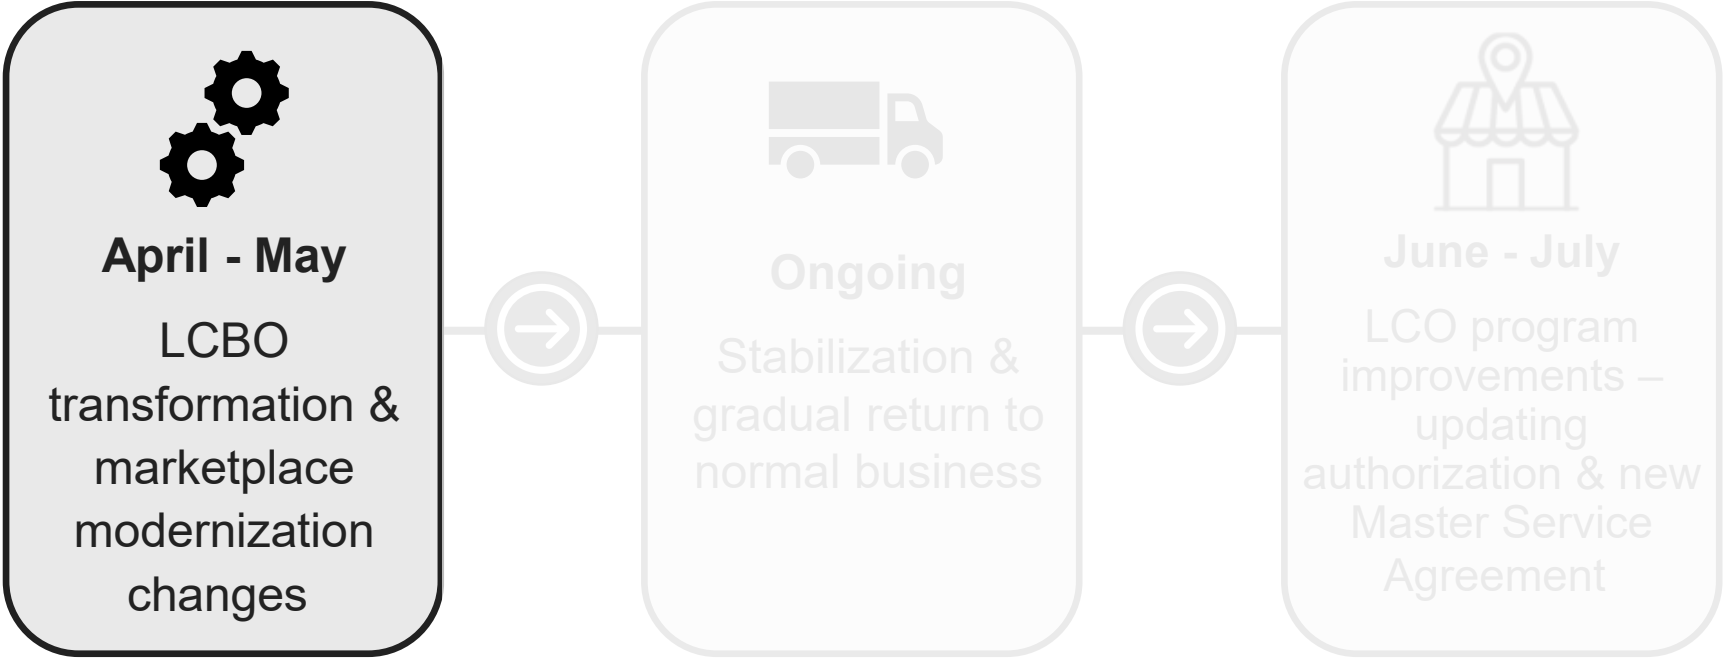 April - May
LCBO
transformation &
marketplace
modernization
changes
Ongoing
Stabilization &
gradual return to
normal business
June - July
LCO program
improvements –
updating
authorization & new
Master Service
Agreement